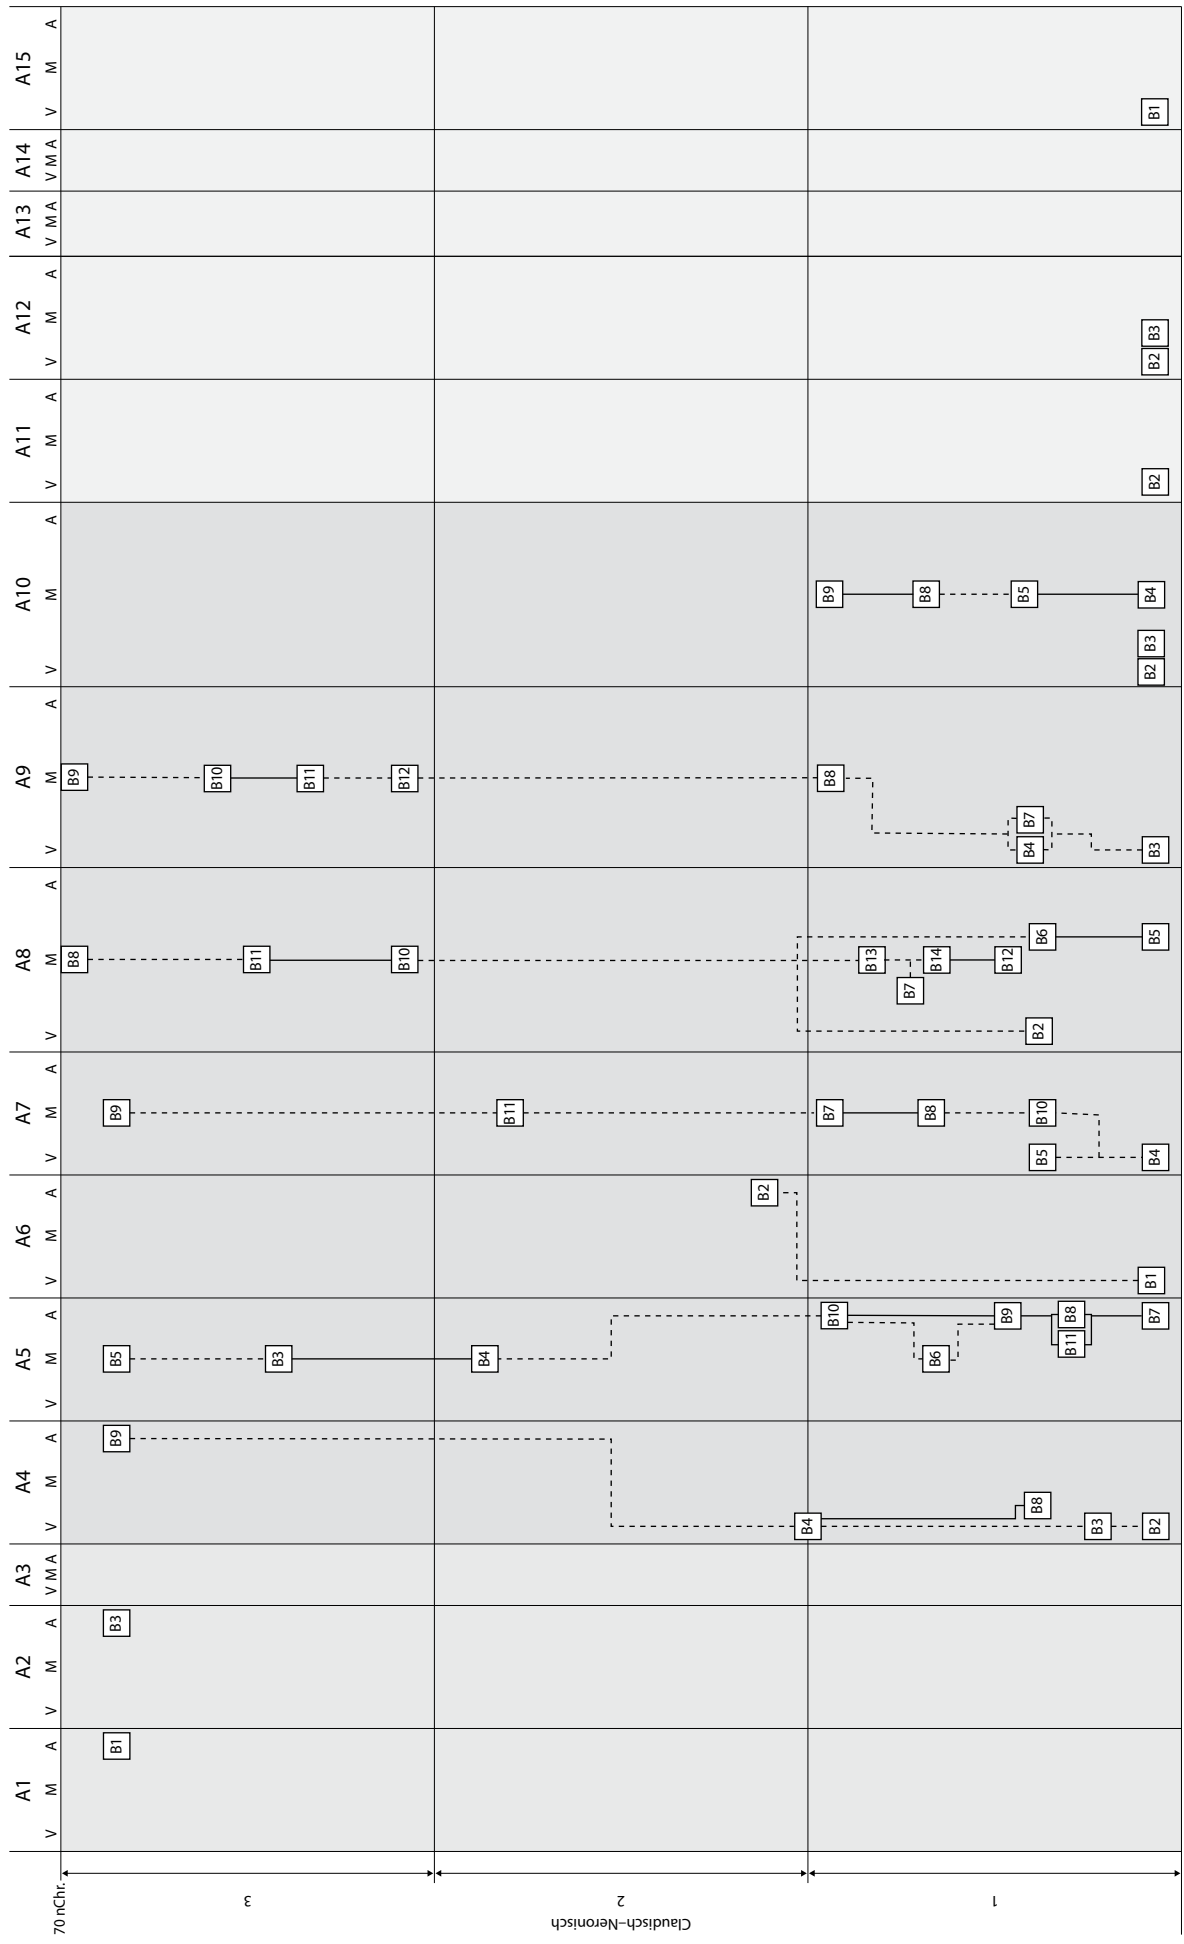 A1 A2 A3 A4 A5 A6 A7 A8 A9 A10 A11 A12 A13 A14 A15
V M A V M A V M A V M A V M A V M A V M A V M A V M A V M A V M A V M A V M A V M A V M A
70 nChr.
B8 B9
B1 B3 B9 B5 B9
B10
3
B11
B3
B11
B10 B12
B4
B11
Claudisch–Neronisch
2
B2
B4
B10 B7 B8 B9
B13
B7
B6 B8 B14 B8
1
B9 B12
B8 B5 B10 B2 B6 B4 B7 B5
B11 B8
B3
B2 B7 B1 B4 B5 B3 B2 B3 B4 B2 B2 B3 B1